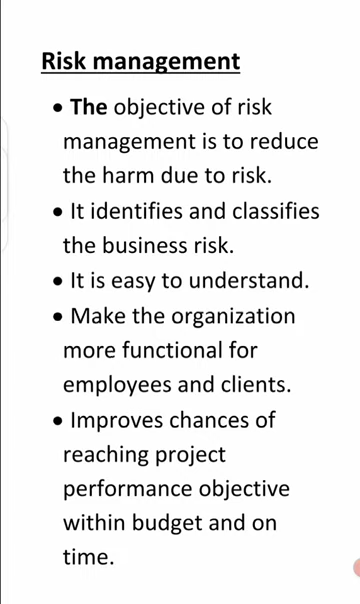 Risk management
• The objective of risk
management is to reduce
the harm due to risk.
• It identifies and classifies
the business risk.
• It is easy to understand.
• Make the organization
more functional for
employees and clients.
• Improves chances of
reaching project
performance objective
within budget and on
time.